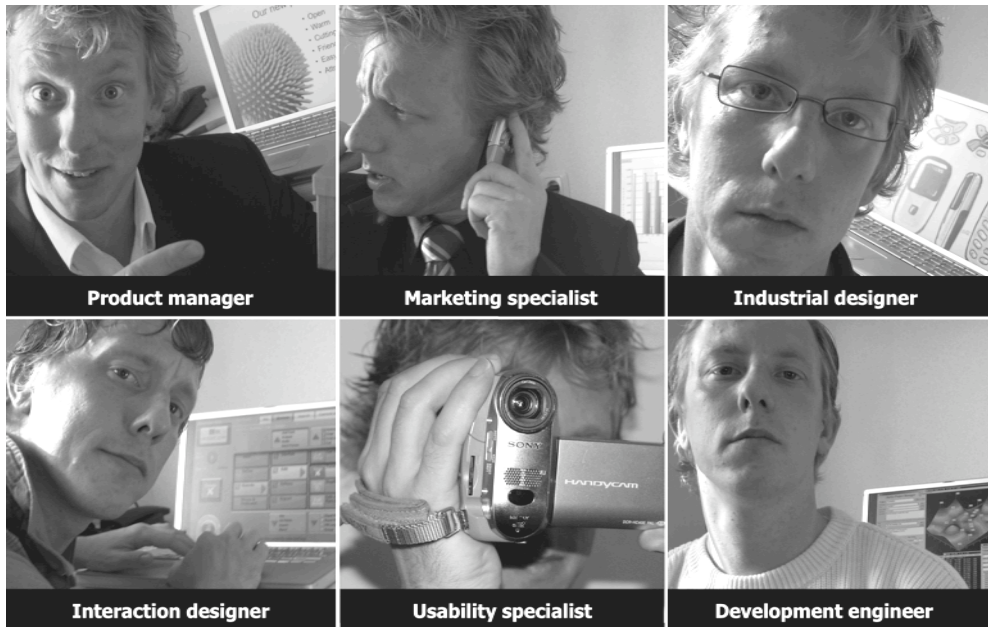 Our new
• Open
• Warm
Product manager
Marketing specialist
Industrial designer
Interaction designer
SONY
HANDYCAM
Usability specialist
Development engineer